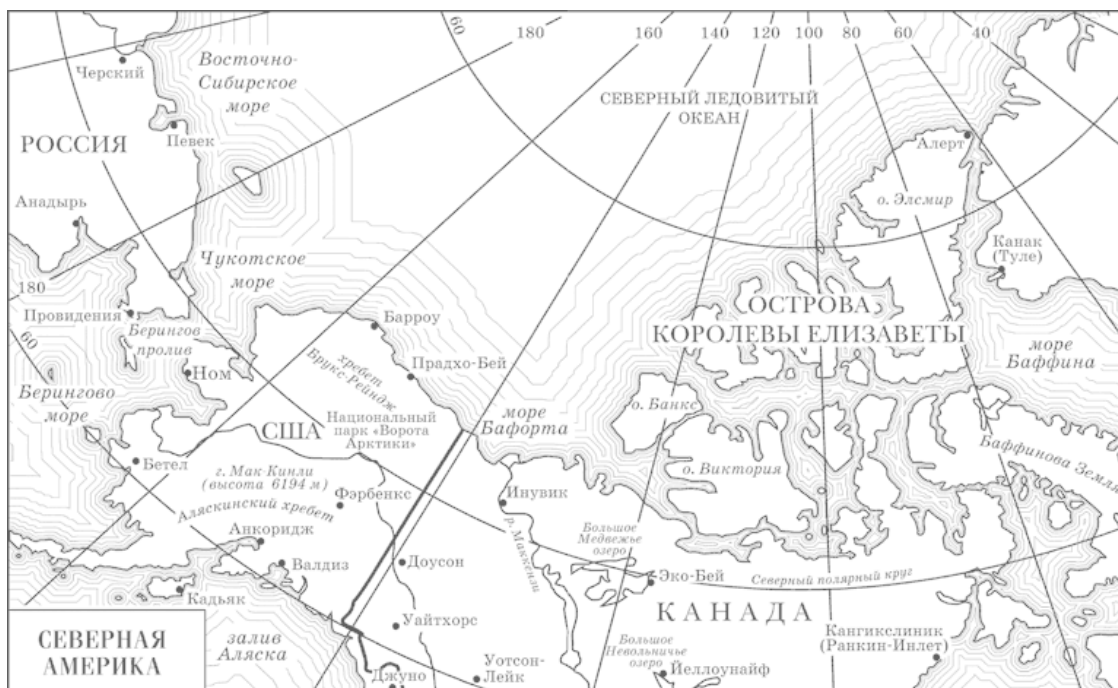 60
180
160
140
120
100
80
60
40
Черский
Восточно-
Сибирское
море
СЕВЕРНЫЙ ЛЕДОВИТЫЙ
ОКЕАН
РОССИЯ
Певек
Алерт
о. Элсмир
Анадырь
Канак
(Туле)
Чукотское
море
180
Провидения
Берингов
пролив
Барроу
ОСТРОВА
КОРОЛЕВЫ ЕЛИЗАВЕТЫ
море
Баффина
60
Ном
хребет
Брукс-Рейндж
Прадхо-Бей
Берингово
море
о. Банкс
США
Национальный
парк «Ворота
Арктики»
море
Бафорта
Баффинова Земля
Бетел
г. Мак-Кинли
(высота 6194 м)
о. Виктория
Фэрбенкс
Инувик
Аляскинский хребет
Анкоридж
р. Маккензи
Большое
Медвежье
озеро
Валдиз
Доусон
Эко-Бей
Северный полярный круг
Кадьяк
КАНАДА
СЕВЕРНАЯ
АМЕРИКА
залив
Аляска
Уайтхорс
Кангикслиник
(Ранкин-Инлет)
Большое
Невольничье
озеро
Джуно
Уотсон-
Лейк
Йеллоунайф